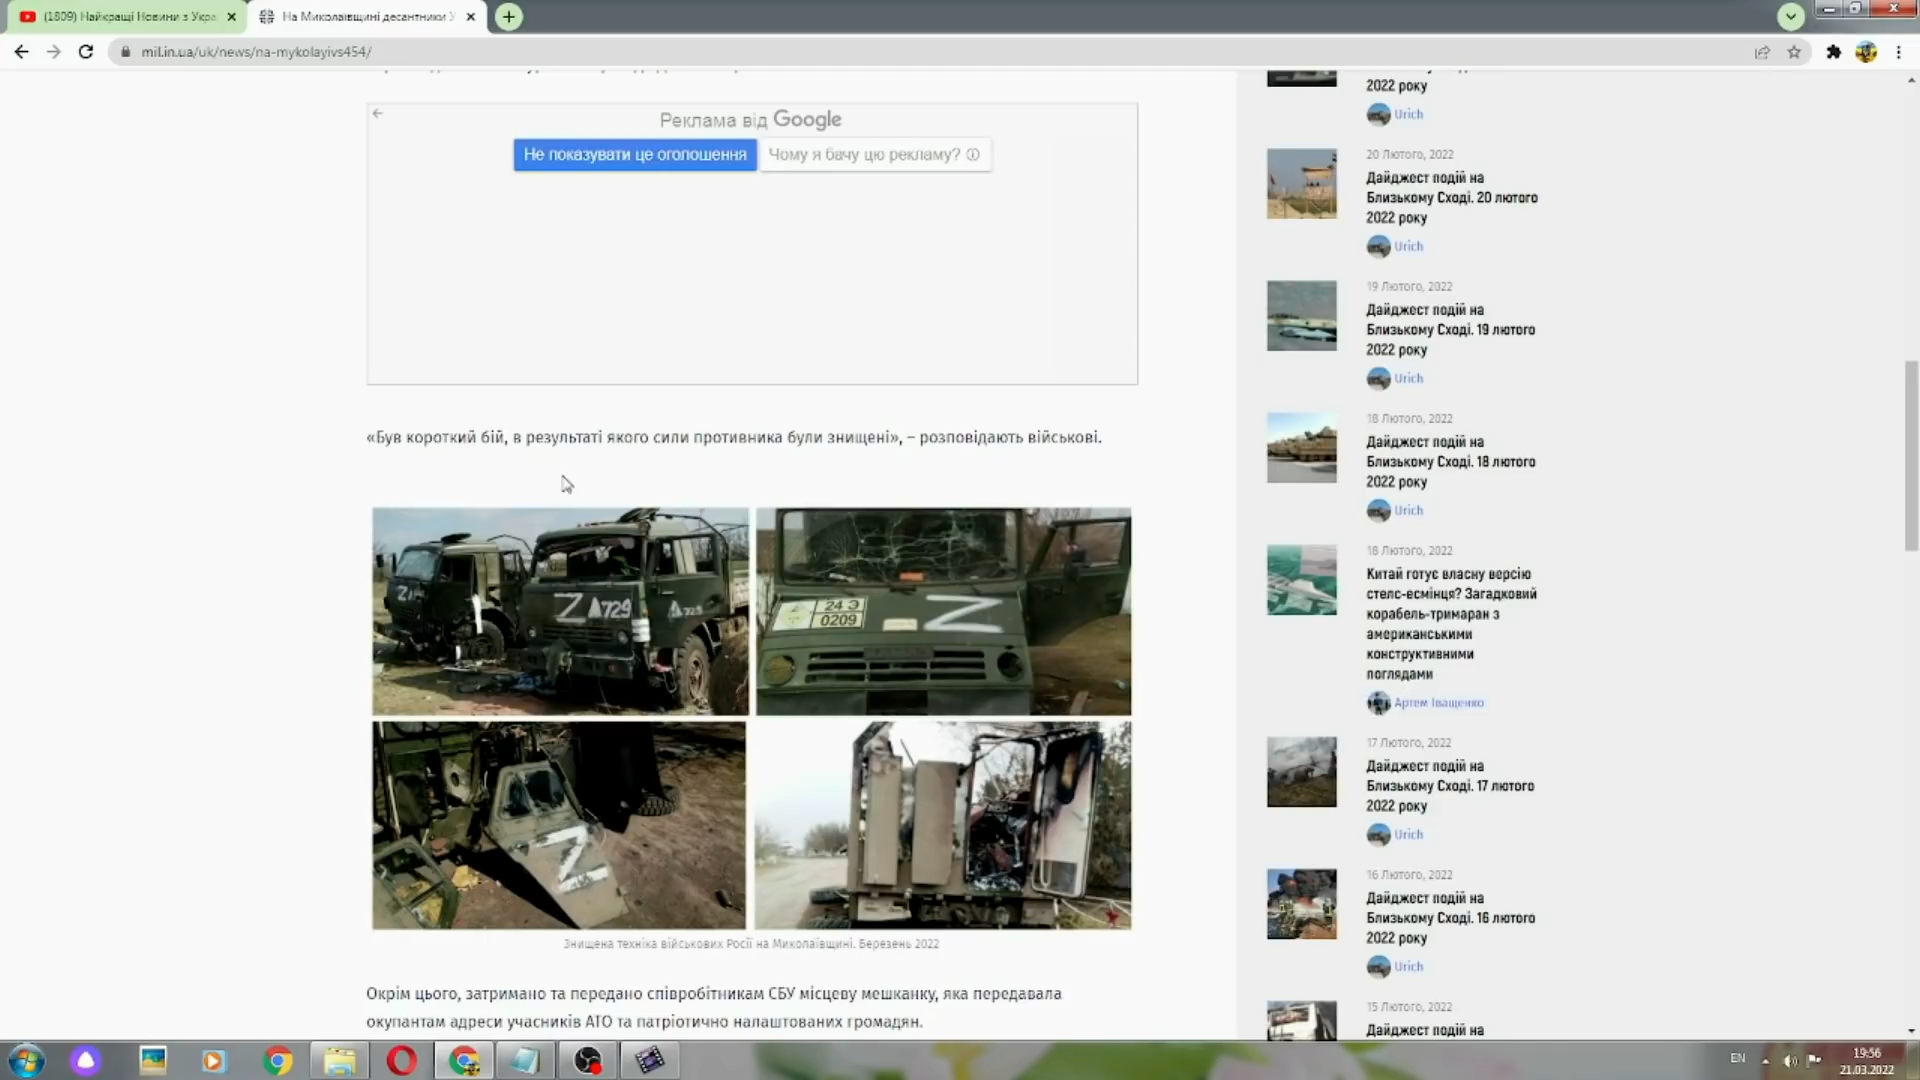 (1809) Найкращі Новини з Укра
На Миколаївщині десантники У
mil.in.ua/uk/news/na-mykolayivs454/
Реклама від Google
Не показувати це оголошення
Чому я бачу цю рекламу?
«Був короткий бій, в результаті якого сили противника були знищені», – розповідають військові.
Z 729
729
Z
24 Э
0209
Z
Z
Знищена техніка військових Росії на Миколаївщині. Березень 2022
Окрім цього, затримано та передано співробітникам СБУ місцеву мешканку, яка передавала
окупантам адреси учасників АТО та патріотично налаштованих громадян.
2022 року
Urich
20 Лютого, 2022
Дайджест подій на
Близькому Сході. 20 лютого
2022 року
Urich
19 Лютого, 2022
Дайджест подій на
Близькому Сході. 19 лютого
2022 року
Urich
18 Лютого, 2022
Дайджест подій на
Близькому Сході. 18 лютого
2022 року
Urich
18 Лютого, 2022
Китай готує власну версію
стелс-есмінця? Загадковий
корабель-тримаран з
американськими
конструктивними
поглядами
Артем Іващенко
17 Лютого, 2022
Дайджест подій на
Близькому Сході. 17 лютого
2022 року
Urich
16 Лютого, 2022
Дайджест подій на
Близькому Сході. 16 лютого
2022 року
Urich
15 Лютого, 2022
Дайджест подій на
EN
19:56
21.03.2022